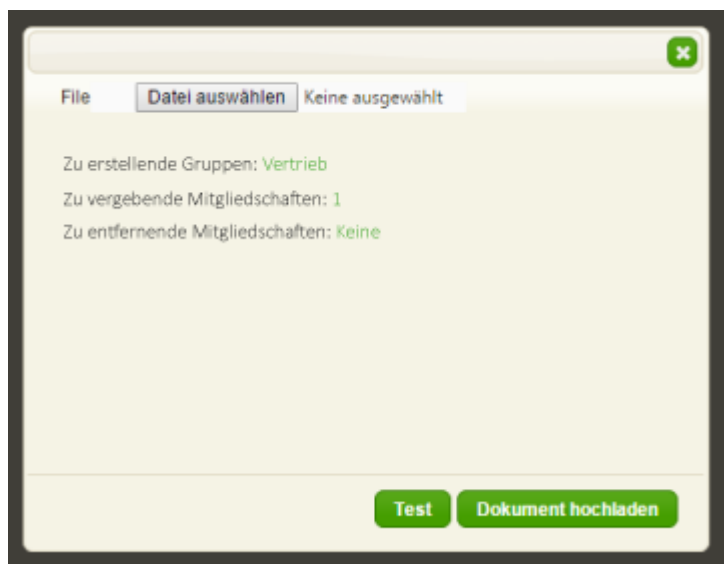 File Datei auswählen Keine ausgewählt
Zu erstellende Gruppen: Vertrieb
Zu vergebende Mitgliedschaften: 1
Zu entfernende Mitgliedschaften: Keine
Test Dokument hochladen